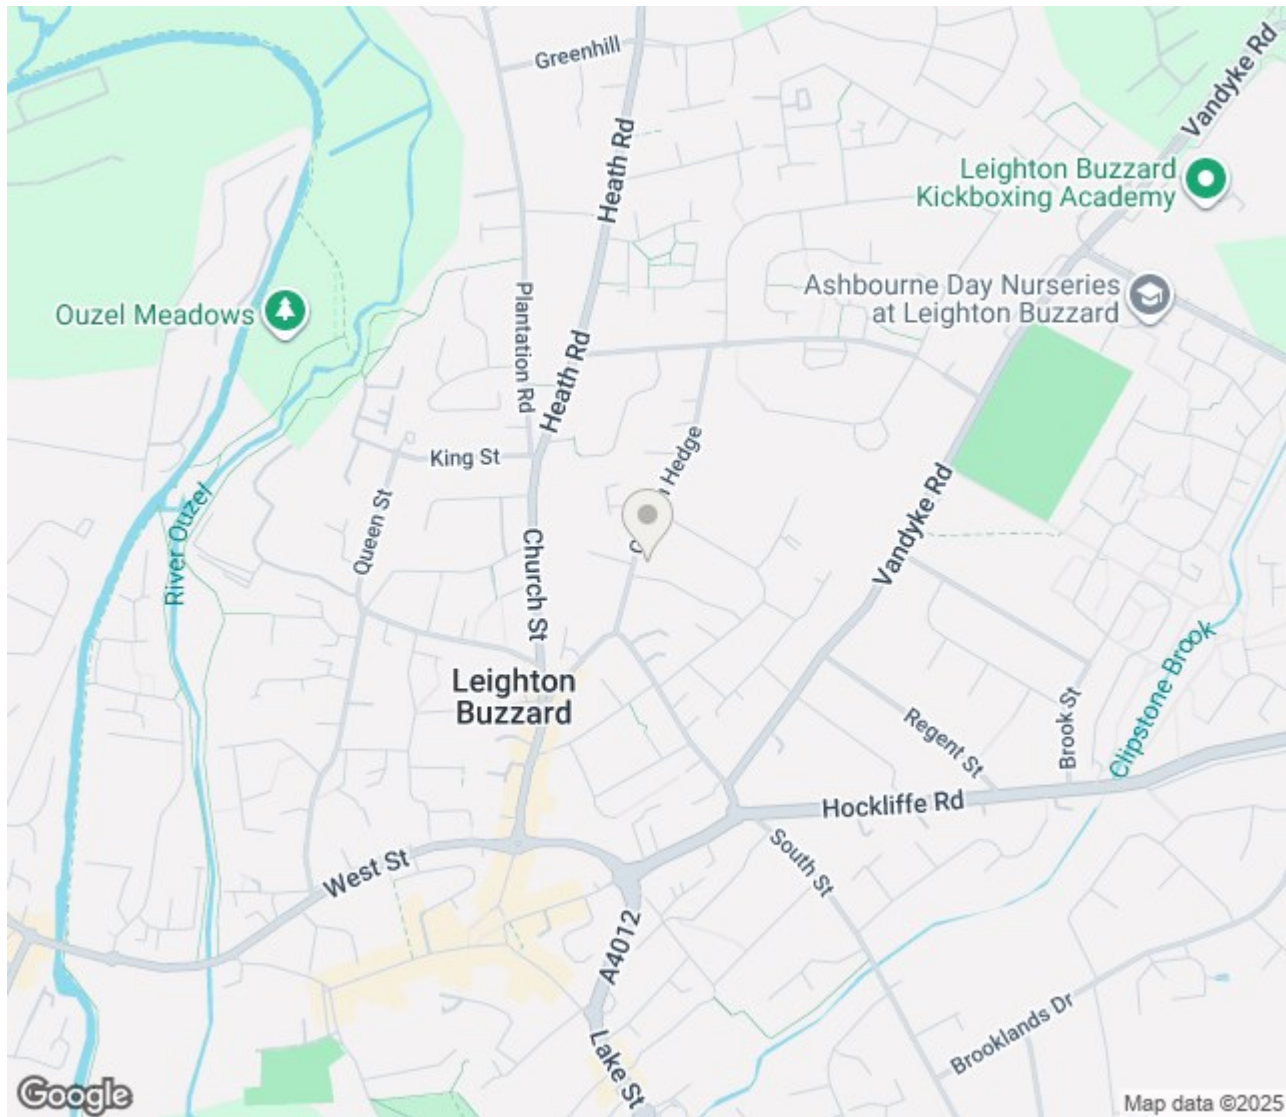 Greenhill
Vandyke Rd
Heath Rd
Leighton Buzzard
Kickboxing Academy
Ashbourne Day Nurseries
at Leighton Buzzard
Ouzel Meadows
Plantation Rd
Heath Rd
King St
Hedge
Vandyke Rd
River Ouzel
Queen St
Church St
Leighton
Buzzard
Clipstone Brook
Brook St
Regent St
Hockliffe Rd
West St
South St
A4012
Brooklands Dr
Lake St
Google
Map data ©2025